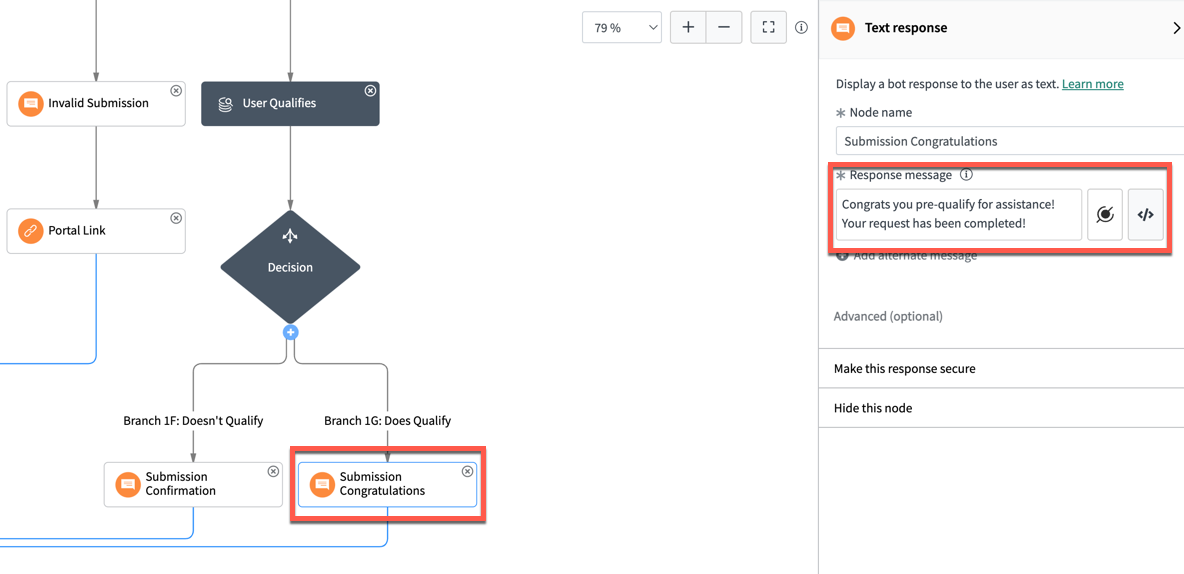 79 %
Invalid Submission
User Qualifies
Portal Link
Decision
Branch 1F: Doesn't Qualify
Branch 1G: Does Qualify
Submission
Confirmation
Submission
Congratulations
Text response
Display a bot response to the user as text. Learn more
* Node name
Submission Congratulations
* Response message
Congrats you pre-qualify for assistance!
Your request has been completed!
</>
Add alternate message
Advanced (optional)
Make this response secure
Hide this node